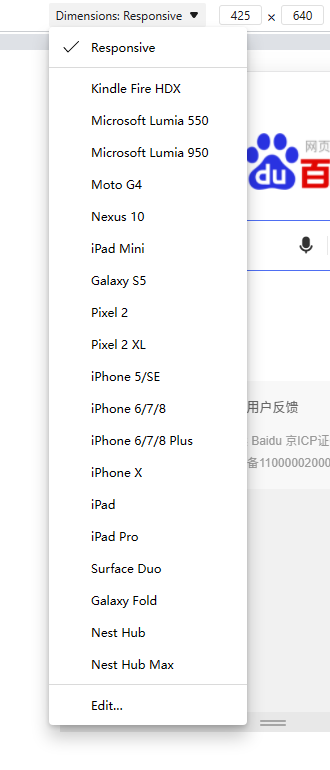 Dimensions: Responsive ▼ 425 × 640
Responsive
Kindle Fire HDX
Microsoft Lumia 550
Microsoft Lumia 950
网页
Moto G4
du 百
Nexus 10
iPad Mini
Galaxy S5
Pixel 2
Pixel 2 XL
iPhone 5/SE
iPhone 6/7/8
用户反馈
iPhone 6/7/8 Plus
Baidu 京ICP证
iPhone X
备11000002000
iPad
iPad Pro
Surface Duo
Galaxy Fold
Nest Hub
Nest Hub Max
Edit...